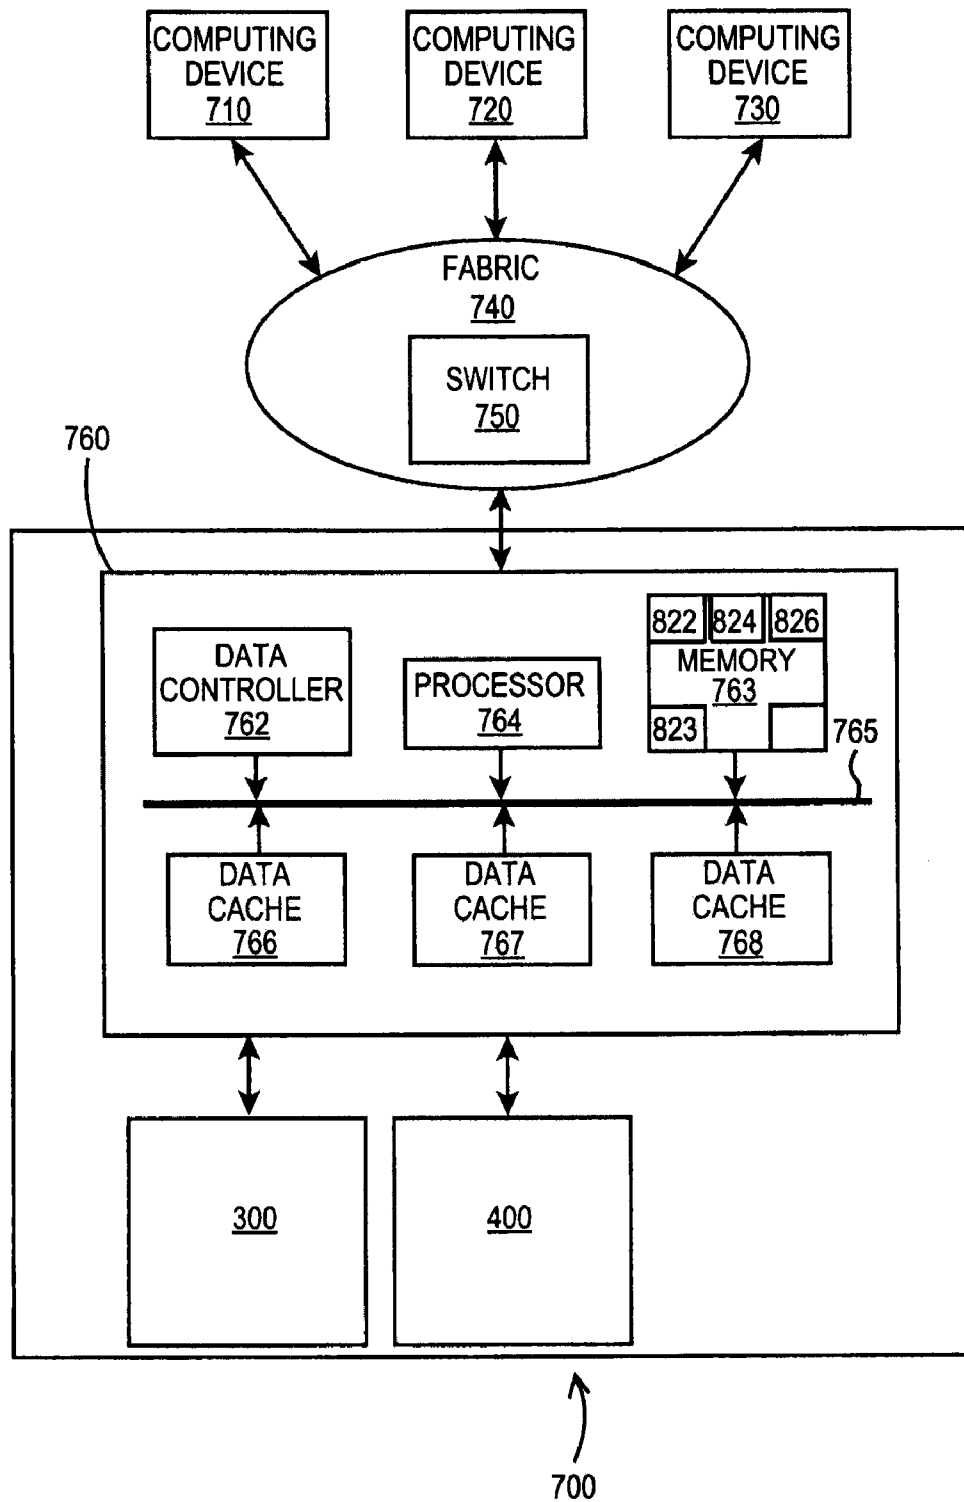 COMPUTING
DEVICE
710
COMPUTING
DEVICE
720
COMPUTING
DEVICE
730
FABRIC
740
SWITCH
750
760
DATA
CONTROLLER
762
PROCESSOR
764
822 824 826
MEMORY
763
823
765
DATA
CACHE
766
DATA
CACHE
767
DATA
CACHE
768
300
400
700